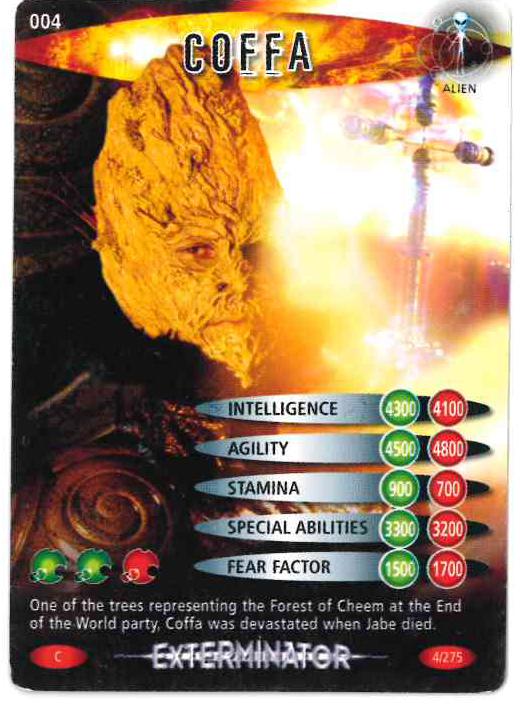 004
COFFA
ALIEN
INTELLIGENCE 4300 4100
AGILITY 4500 4800
STAMINA 900 700
SPECIAL ABILITIES 3300 3200
FEAR FACTOR 1500 1700
One of the trees representing the Forest of Cheem at the End
of the World party, Coffa was devastated when Jabe died.
C EXTERMINATOR 4/275